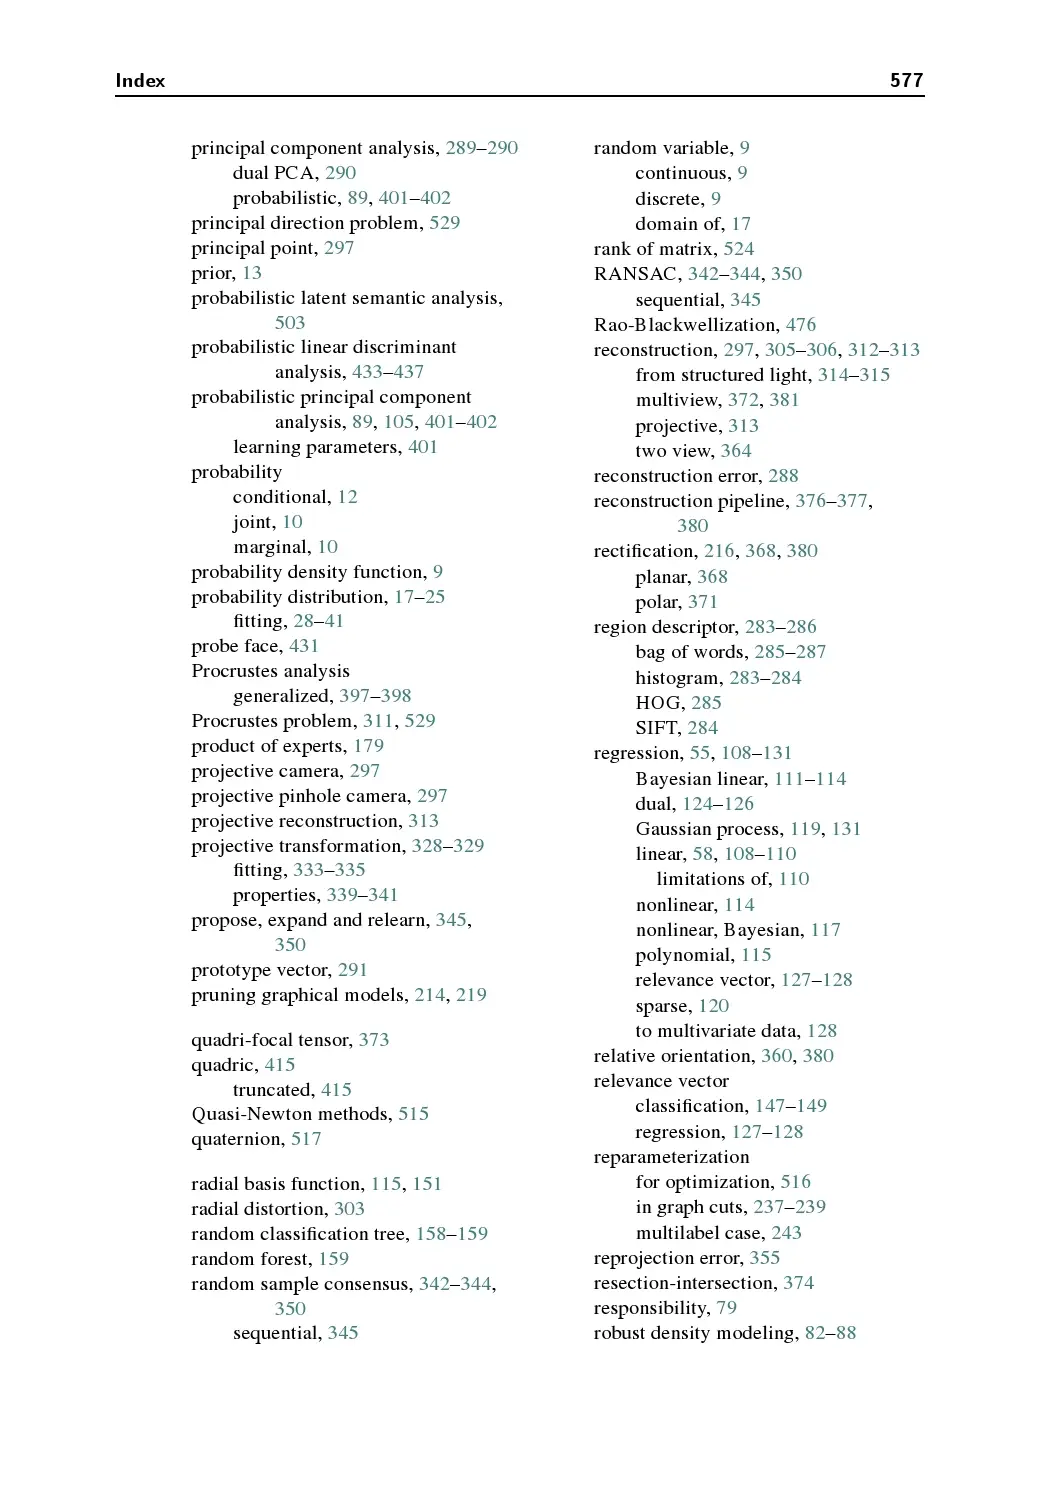 Index 577
principal component analysis, 289–290
dual PCA, 290
probabilistic, 89, 401–402
principal direction problem, 529
principal point, 297
prior, 13
probabilistic latent semantic analysis,
503
probabilistic linear discriminant
analysis, 433–437
probabilistic principal component
analysis, 89, 105, 401–402
learning parameters, 401
probability
conditional, 12
joint, 10
marginal, 10
probability density function, 9
probability distribution, 17–25
fitting, 28–41
probe face, 431
Procrustes analysis
generalized, 397–398
Procrustes problem, 311, 529
product of experts, 179
projective camera, 297
projective pinhole camera, 297
projective reconstruction, 313
projective transformation, 328–329
fitting, 333–335
properties, 339–341
propose, expand and relearn, 345,
350
prototype vector, 291
pruning graphical models, 214, 219
quadri-focal tensor, 373
quadric, 415
truncated, 415
Quasi-Newton methods, 515
quaternion, 517
radial basis function, 115, 151
radial distortion, 303
random classification tree, 158–159
random forest, 159
random sample consensus, 342–344,
350
sequential, 345
random variable, 9
continuous, 9
discrete, 9
domain of, 17
rank of matrix, 524
RANSAC, 342–344, 350
sequential, 345
Rao-Blackwellization, 476
reconstruction, 297, 305–306, 312–313
from structured light, 314–315
multiview, 372, 381
projective, 313
two view, 364
reconstruction error, 288
reconstruction pipeline, 376–377,
380
rectification, 216, 368, 380
planar, 368
polar, 371
region descriptor, 283–286
bag of words, 285–287
histogram, 283–284
HOG, 285
SIFT, 284
regression, 55, 108–131
Bayesian linear, 111–114
dual, 124–126
Gaussian process, 119, 131
linear, 58, 108–110
limitations of, 110
nonlinear, 114
nonlinear, Bayesian, 117
polynomial, 115
relevance vector, 127–128
sparse, 120
to multivariate data, 128
relative orientation, 360, 380
relevance vector
classification, 147–149
regression, 127–128
reparameterization
for optimization, 516
in graph cuts, 237–239
multilabel case, 243
reprojection error, 355
resection-intersection, 374
responsibility, 79
robust density modeling, 82–88